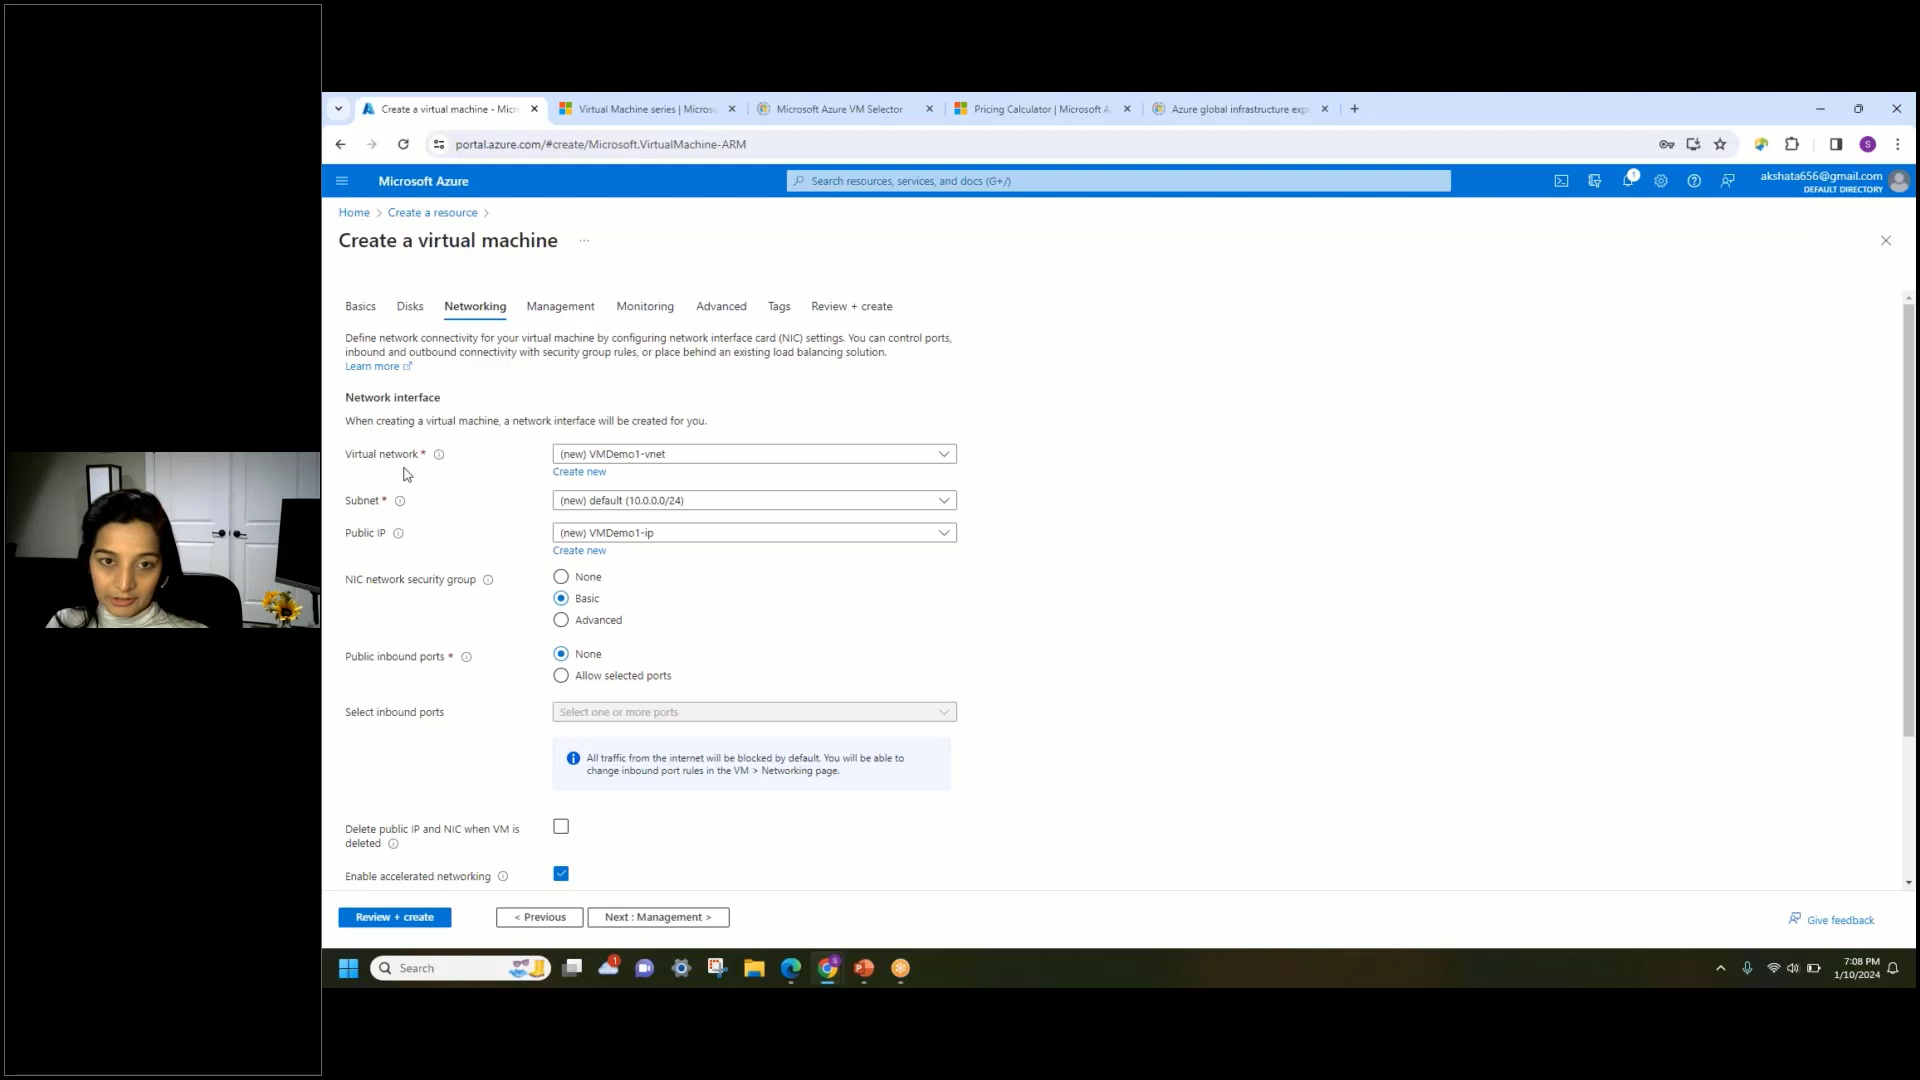 Create a virtual machine - Micr
Virtual Machine series | Microso
Microsoft Azure VM Selector
Pricing Calculator | Microsoft A
Azure global infrastructure exp
portal.azure.com/#create/Microsoft.VirtualMachine-ARM
S
Microsoft Azure
Search resources, services, and docs (G+/)
1
akshata656@gmail.com
DEFAULT DIRECTORY
Home > Create a resource >
Create a virtual machine ...
Basics Disks Networking Management Monitoring Advanced Tags Review + create
Define network connectivity for your virtual machine by configuring network interface card (NIC) settings. You can control ports,
inbound and outbound connectivity with security group rules, or place behind an existing load balancing solution.
Learn more
Network interface
When creating a virtual machine, a network interface will be created for you.
Virtual network *
(new) VMDemo1-vnet
Create new
Subnet *
(new) default (10.0.0.0/24)
Public IP
(new) VMDemo1-ip
Create new
NIC network security group
None
Basic
Advanced
Public inbound ports *
None
Allow selected ports
Select inbound ports
Select one or more ports
All traffic from the internet will be blocked by default. You will be able to
change inbound port rules in the VM > Networking page.
Delete public IP and NIC when VM is
deleted
Enable accelerated networking
Review + create
< Previous
Next : Management >
Give feedback
Search
1
S
7:08 PM
1/10/2024